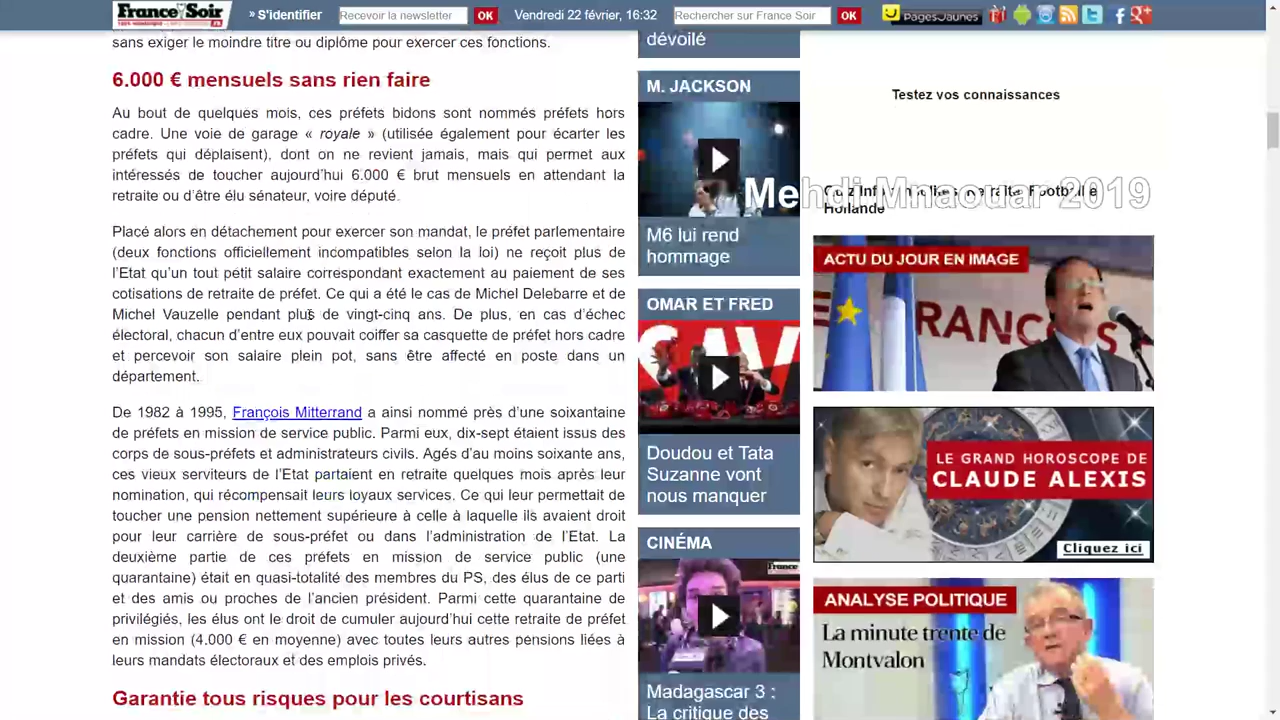 France Soir
» S'identifier
Recevoir la newsletter
OK
Vendredi 22 février, 16:32
Rechercher sur France Soir
OK
PagesJaunes
sans exiger le moindre titre ou diplôme pour exercer ces fonctions.
6.000 € mensuels sans rien faire
Au bout de quelques mois, ces préfets bidons sont nommés préfets hors
cadre. Une voie de garage « royale » (utilisée également pour écarter les
préfets qui déplaisent), dont on ne revient jamais, mais qui permet aux
intéressés de toucher aujourd'hui 6.000 € brut mensuels en attendant la
retraite ou d'être élu sénateur, voire député.
Placé alors en détachement pour exercer son mandat, le préfet parlementaire
(deux fonctions officiellement incompatibles selon la loi) ne reçoit plus de
l'Etat qu'un tout petit salaire correspondant exactement au paiement de ses
cotisations de retraite de préfet. Ce qui a été le cas de Michel Delebarre et de
Michel Vauzelle pendant plus de vingt-cinq ans. De plus, en cas d'échec
électoral, chacun d'entre eux pouvait coiffer sa casquette de préfet hors cadre
et percevoir son salaire plein pot, sans être affecté en poste dans un
département.
De 1982 à 1995, François Mitterrand a ainsi nommé près d'une soixantaine
de préfets en mission de service public. Parmi eux, dix-sept étaient issus des
corps de sous-préfets et administrateurs civils. Agés d'au moins soixante ans,
ces vieux serviteurs de l'Etat partaient en retraite quelques mois après leur
nomination, qui récompensait leurs loyaux services. Ce qui leur permettait de
toucher une pension nettement supérieure à celle à laquelle ils avaient droit
pour leur carrière de sous-préfet ou dans l'administration de l'Etat. La
deuxième partie de ces préfets en mission de service public (une
quarantaine) était en quasi-totalité des membres du PS, des élus de ce parti
et des amis ou proches de l'ancien président. Parmi cette quarantaine de
privilégiés, les élus ont le droit de cumuler aujourd'hui cette retraite de préfet
en mission (4.000 € en moyenne) avec toutes leurs autres pensions liées à
leurs mandats électoraux et des emplois privés.
Garantie tous risques pour les courtisans
dévoilé
M. JACKSON
M6 lui rend
hommage
OMAR ET FRED
Doudou et Tata
Suzanne vont
nous manquer
CINÉMA
France
Madagascar 3 :
La critique des
Testez vos connaissances
Mehdi Mnaouar 2019
Hollande
ACTU DU JOUR EN IMAGE
FRANÇAIS
LE GRAND HOROSCOPE DE
CLAUDE ALEXIS
Cliquez ici
ANALYSE POLITIQUE
La minute trente de
Montvalon